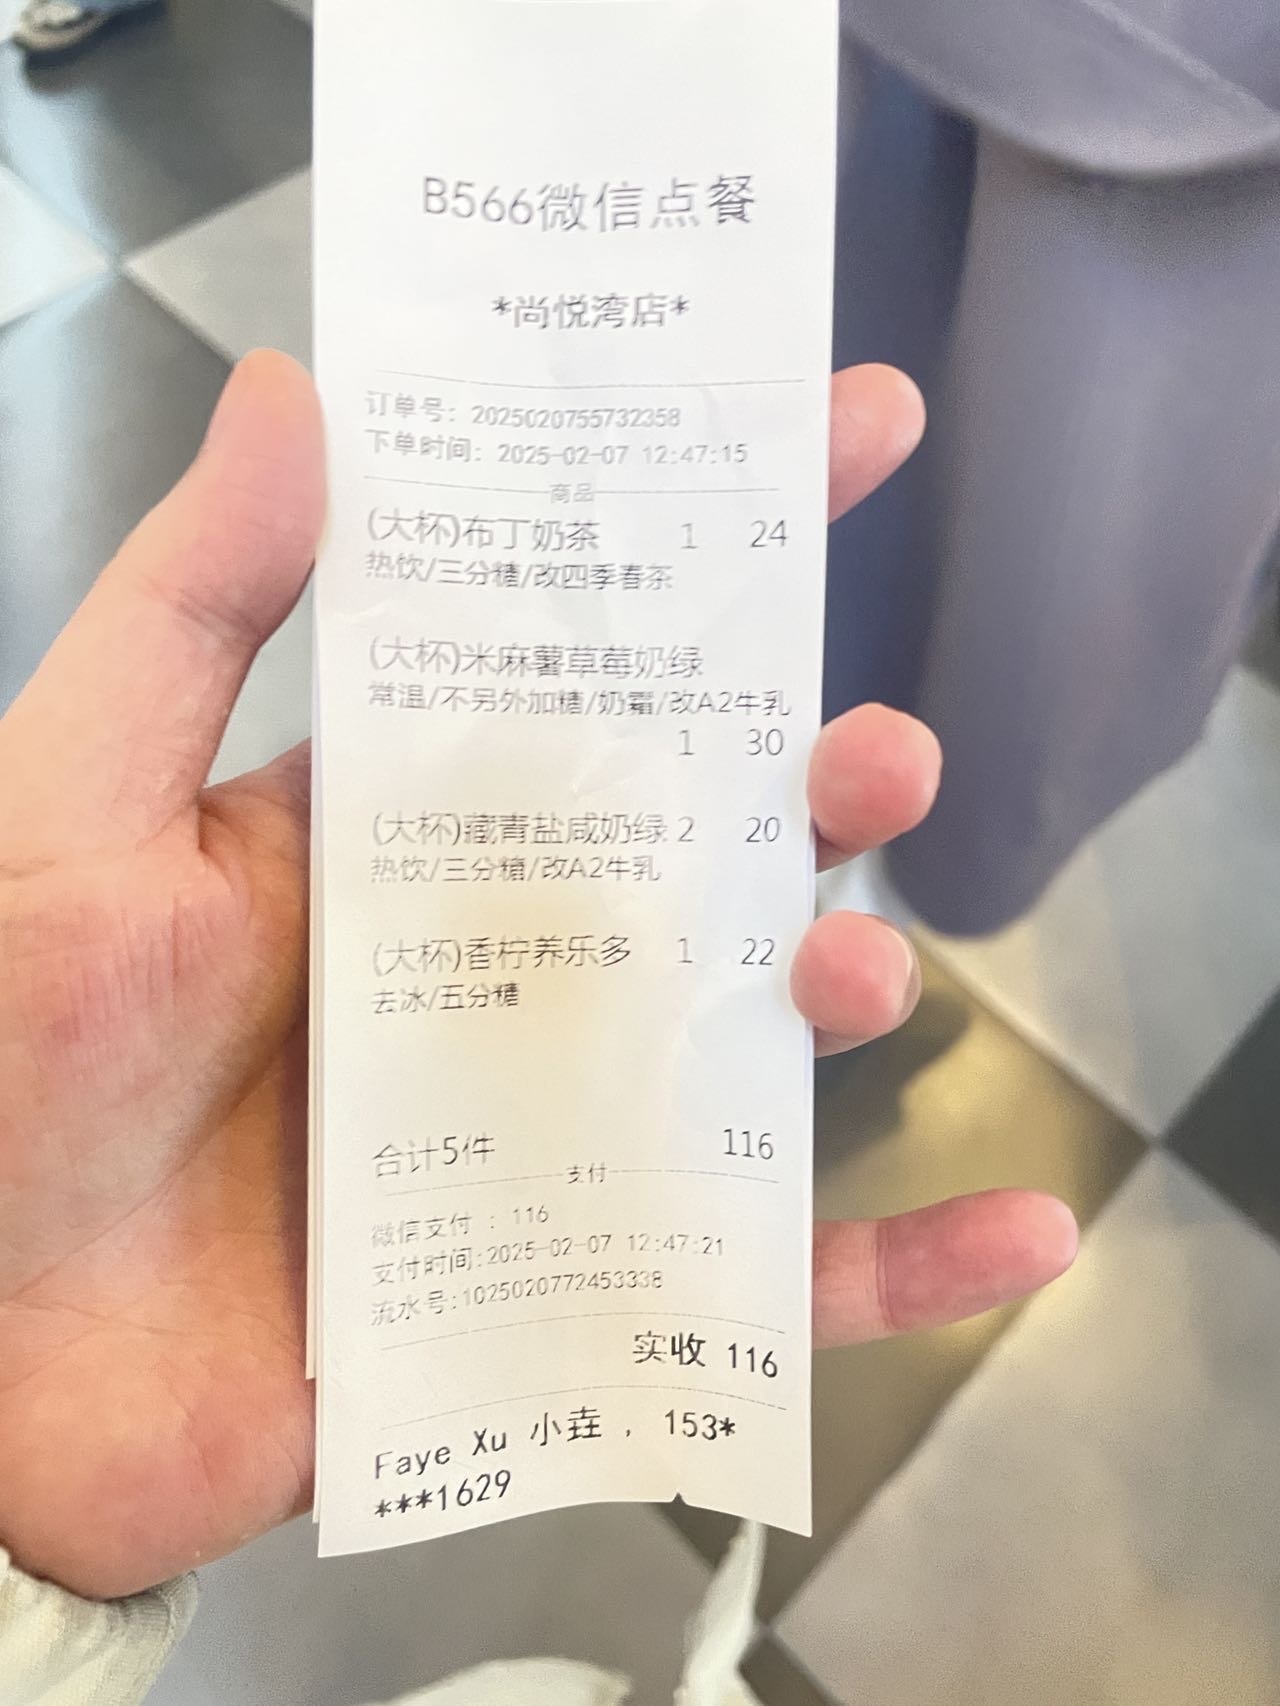 B566微信点餐
*尚悦湾店*
订单号: 2025020755732358
下单时间: 2025-02-07 12:47:15
商品
(大杯)布丁奶茶 1 24
热饮/三分糖/改四季春茶
(大杯)米麻薯草莓奶绿
常温/不另外加糖/奶霜/改A2牛乳
1 30
(大杯)藏青盐咸奶绿 2 20
热饮/三分糖/改A2牛乳
(大杯)香柠养乐多 1 22
去冰/五分糖
合计5件 116
支付
微信支付 : 116
支付时间:2025-02-07 12:47:21
流水号:1025020772453338
实收 116
Faye Xu 小垚 , 153*
***1629